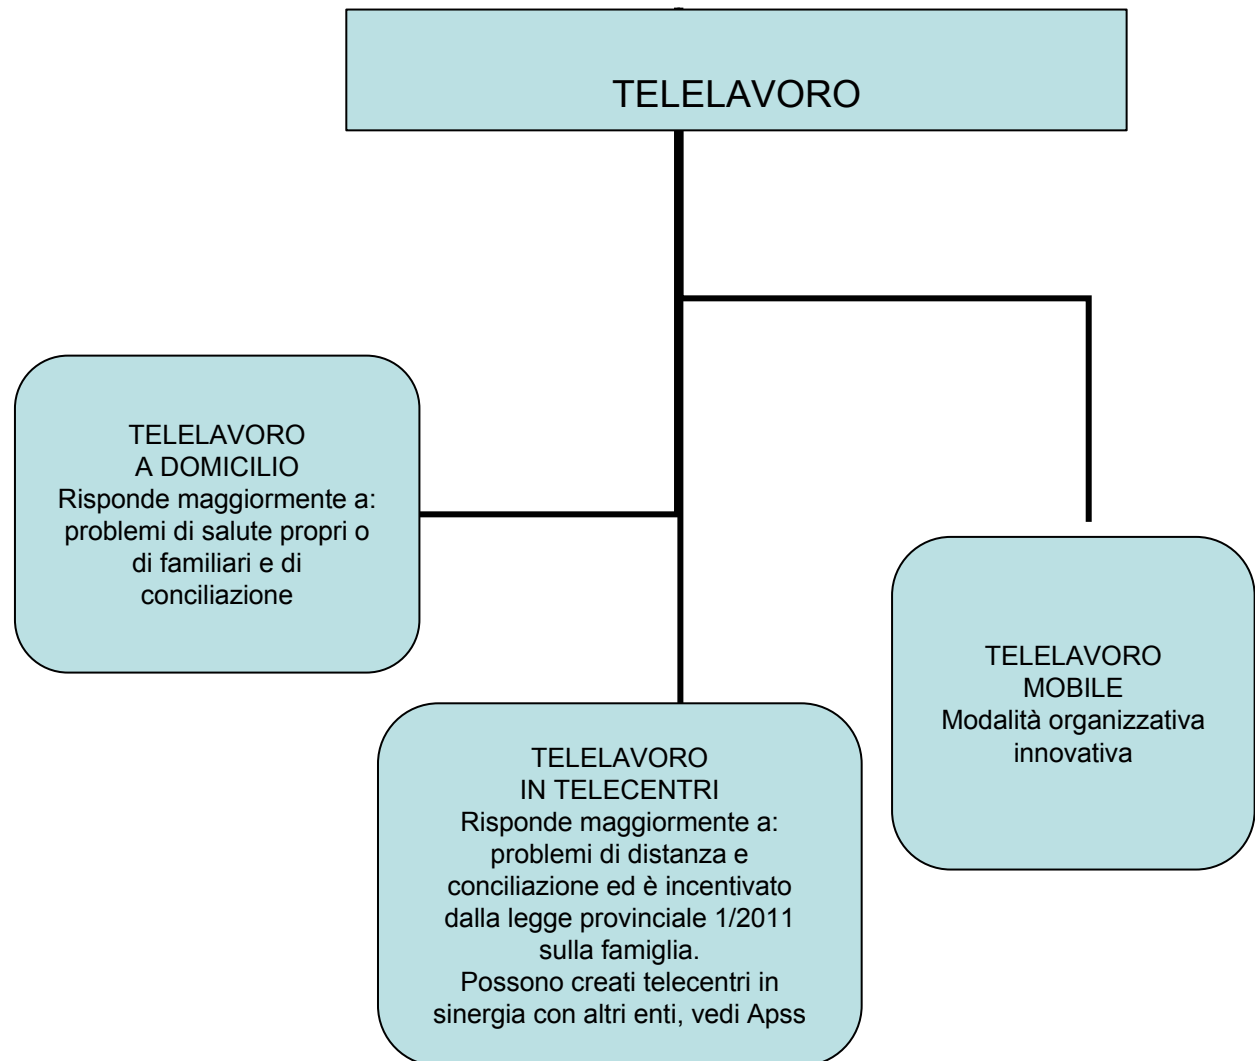 TELELAVORO
TELELAVORO
A DOMICILIO
Risponde maggiormente a:
problemi di salute propri o
di familiari e di
conciliazione
TELELAVORO
IN TELECENTRI
Risponde maggiormente a:
problemi di distanza e
conciliazione ed è incentivato
dalla legge provinciale 1/2011
sulla famiglia.
Possono creati telecentri in
sinergia con altri enti, vedi Apss
TELELAVORO
MOBILE
Modalità organizzativa
innovativa